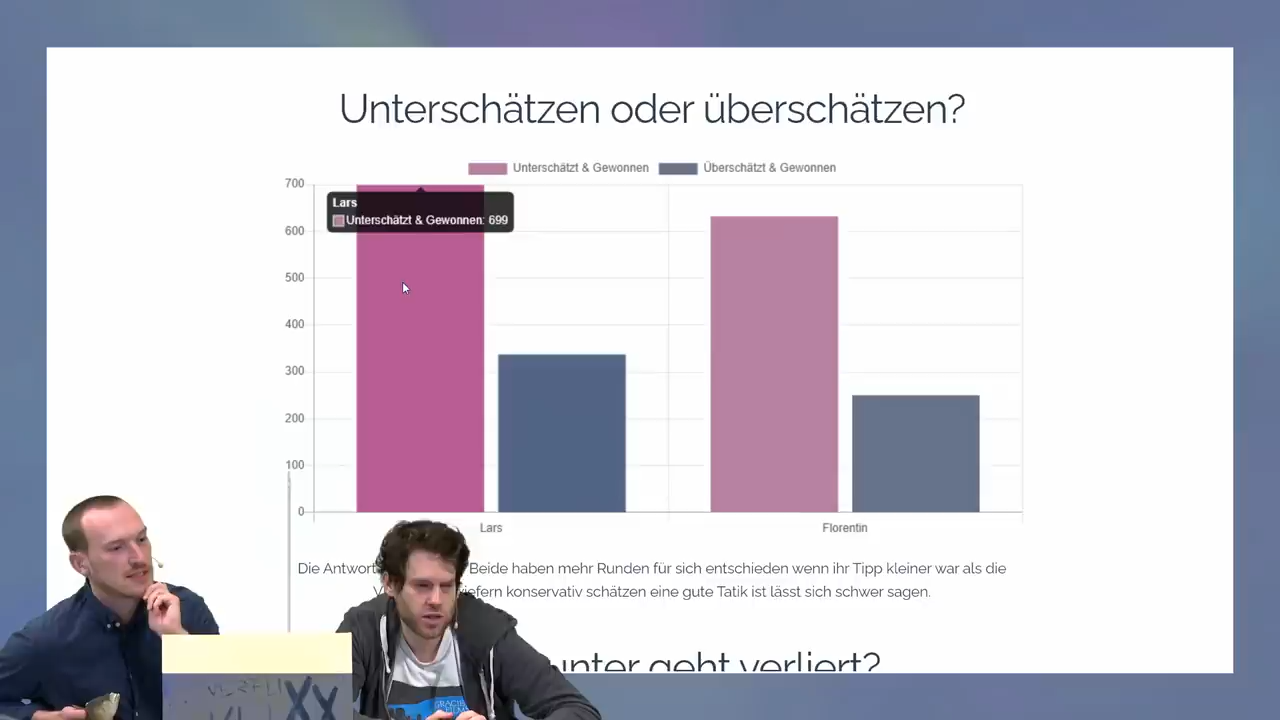 Unterschätzen oder überschätzen?
Unterschätzt & Gewonnen
Überschätzt & Gewonnen
700
600
500
400
300
200
100
0
Lars
Unterschätzt & Gewonnen: 699
Lars
Florentin
Die Antwort Beide haben mehr Runden für sich entschieden wenn ihr Tipp kleiner war als die
konservativ schätzen eine gute Tatik ist lässt sich schwer sagen.
geht verliert?
GRACIE